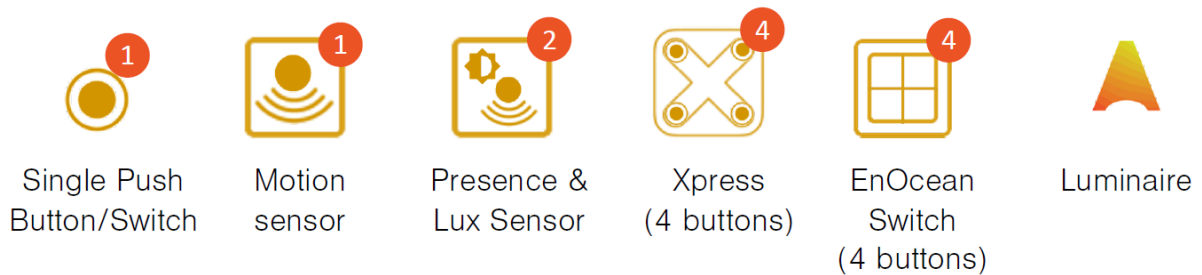 1
1
2
4
4
Single Push
Button/Switch
Motion
sensor
Presence &
Lux Sensor
Xpress
(4 buttons)
EnOcean
Switch
(4 buttons)
Luminaire